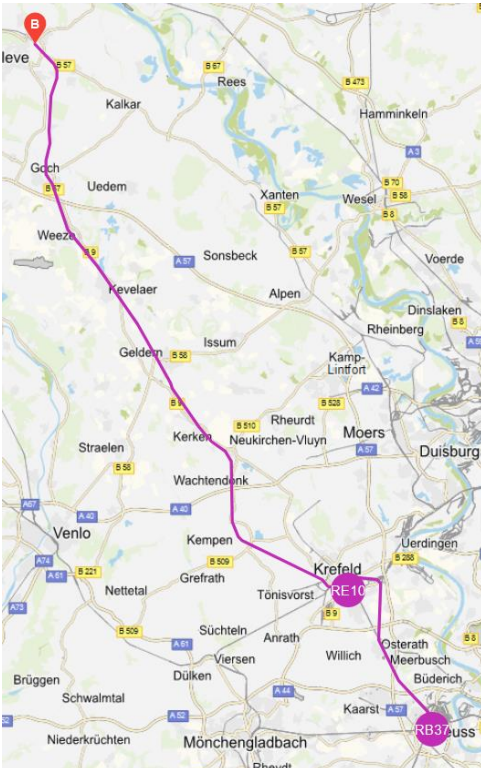 B
leve
B 57
B 67
Rees
B 473
Kalkar
Hamminkeln
A 3
Goch
B 70
Uedem
B 58
Xanten
Wesel
B 57
B 8
Weeze
B 9
B 57
Sonsbeck
A 57
Voerde
Kevelaer
Alpen
Dinslaken
B 8
Rheinberg
Issum
Geldern
B 58
Kamp-
Lintfort
A 42
B 528
B 510
Rheurdt
Moers
Kerken
Neukirchen-Vluyn
Straelen
A 57
Duisburg
B 58
Wachtendonk
A 67
A 40
A 40
Venlo
Kempen
Uerdingen
B 288
A 74
B 509
A 61
B 221
Krefeld
Grefrath
RE10
Nettetal
Tönisvorst
A 73
B 9
B 509
Süchteln
Anrath
B 8
A 61
Osterath
Viersen
Willich
Meerbusch
Dülken
Büderich
Brüggen
A 44
Schwalmtal
Kaarst
A 57
A 52
52
RB37
euss
Niederkrüchten
Mönchengladbach
Rheydt